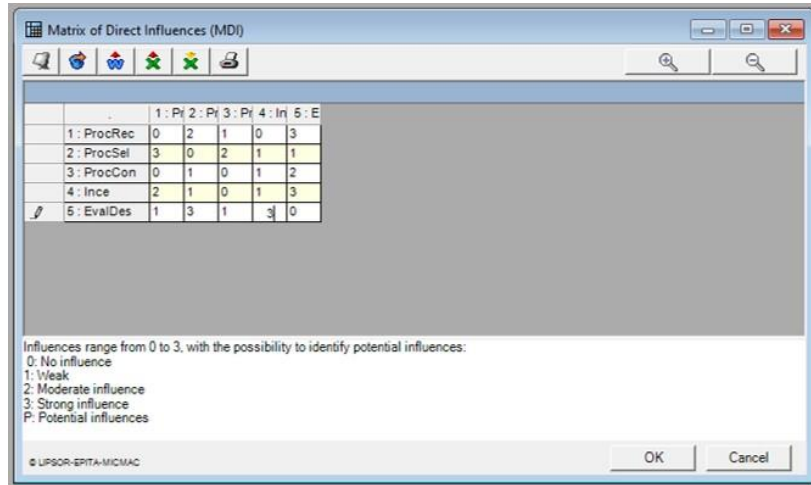 Matrix of Direct Influences (MDI)
. 1 : Pr 2 : Pr 3 : Pr 4 : In 5 : E
1 : ProcRec 0 2 1 0 3
2 : ProcSel 3 0 2 1 1
3 : ProcCon 0 1 0 1 2
4 : Ince 2 1 0 1 3
5 : EvalDes 1 3 1 3 0
Influences range from 0 to 3, with the possibility to identify potential influences:
0: No influence
1: Weak
2: Moderate influence
3: Strong influence
P: Potential influences
© LIPSOR-EPITA-MICMAC
OK Cancel